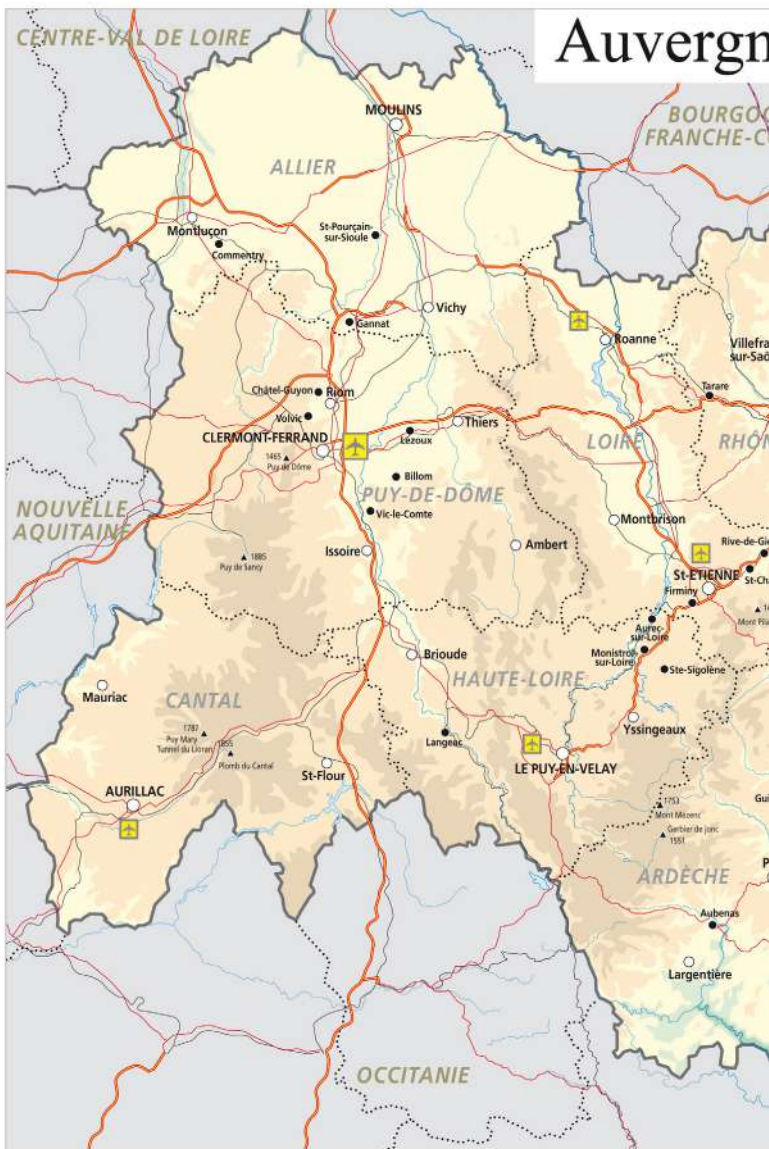 CENTRE-VAL DE LOIRE
Auvergn
MOULINS
BOURGOG
FRANCHE-C
ALLIER
Montluçon
St-Pourçain-
sur-Sioule
Commentry
Vichy
Gannat
Roanne
Villefra
sur-Saô
Châtel-Guyon
Riom
Tarare
Volvic
Thiers
CLERMONT-FERRAND
Lezoux
LOIRE
RHÔN
1465
Puy de Dôme
Billom
PUY-DE-DÔME
NOUVELLE
AQUITAINE
Vic-le-Comte
Montbrison
Issoire
Ambert
Rive-de-Gie
1885
Puy de Sancy
St-ETIENNE
St-Cha
Firminy
14
Mont Pila
Aurec-
sur-Loire
Brioude
Monistrol-
sur-Loire
Ste-Sigolène
HAUTE-LOIRE
Mauriac
CANTAL
Yssingeaux
1787
Puy Mary
Tunnel du Lioran
1855
Plomb du Cantal
Langeac
St-Flour
LE PUY-EN-VELAY
AURILLAC
1753
Mont Mézenc
Gui
Gerbier de jonc
1551
ARDÈCHE
P
Aubenas
Largentière
OCCITANIE